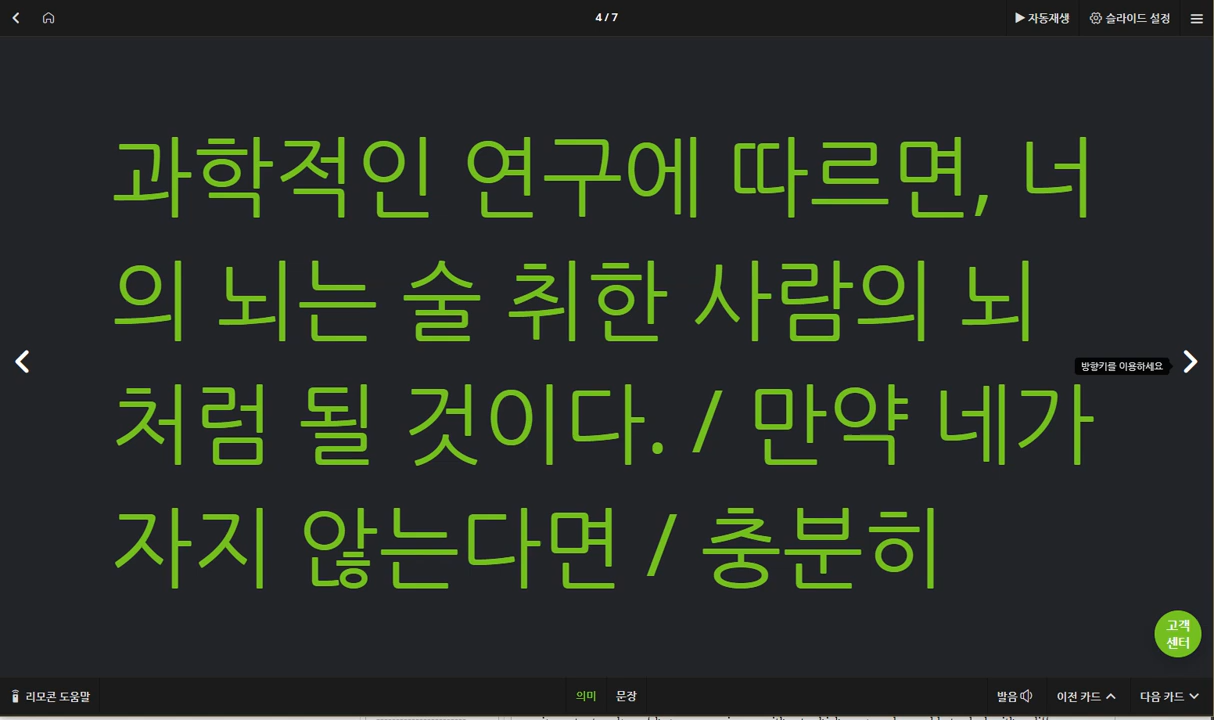 4 / 7
자동재생
슬라이드 설정
과학적인 연구에 따르면, 너
의 뇌는 술 취한 사람의 뇌
처럼 될 것이다. / 만약 네가
자지 않는다면 / 충분히
방향키를 이용하세요
고객
센터
리모콘 도움말
의미
문장
발음
이전 카드
다음 카드